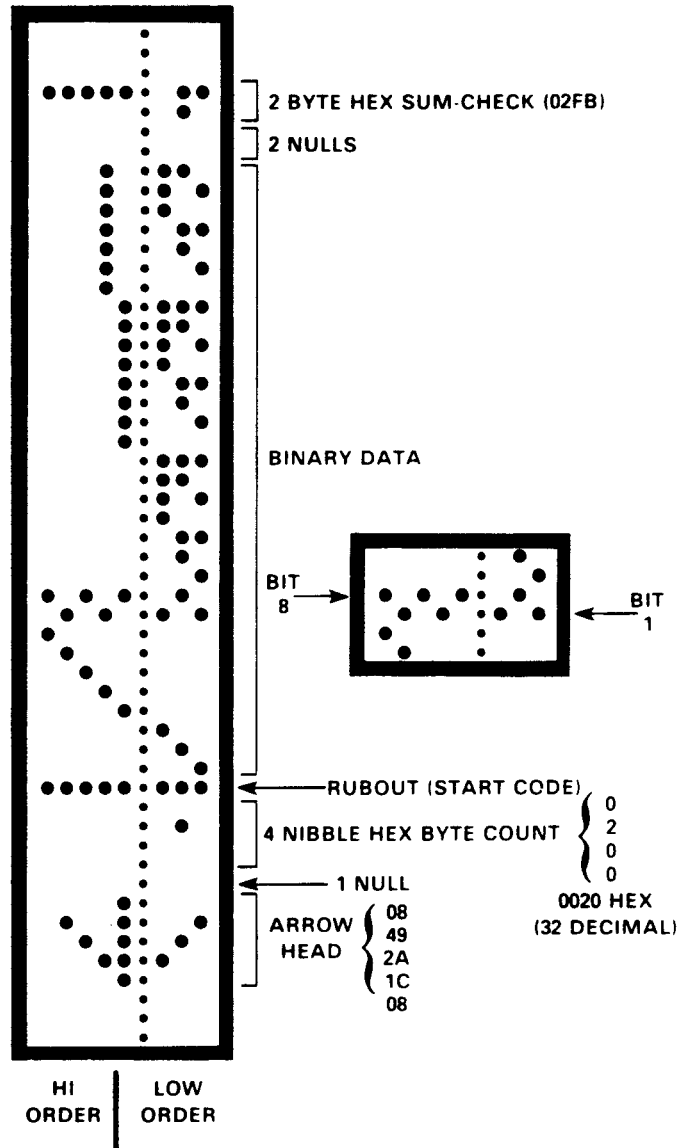 2 BYTE HEX SUM-CHECK (02FB)
2 NULLS
BINARY DATA
BIT
8
BIT
1
RUBOUT (START CODE)
4 NIBBLE HEX BYTE COUNT
0
2
0
0
0020 HEX
(32 DECIMAL)
1 NULL
ARROW
HEAD
08
49
2A
1C
08
HI
ORDER
LOW
ORDER